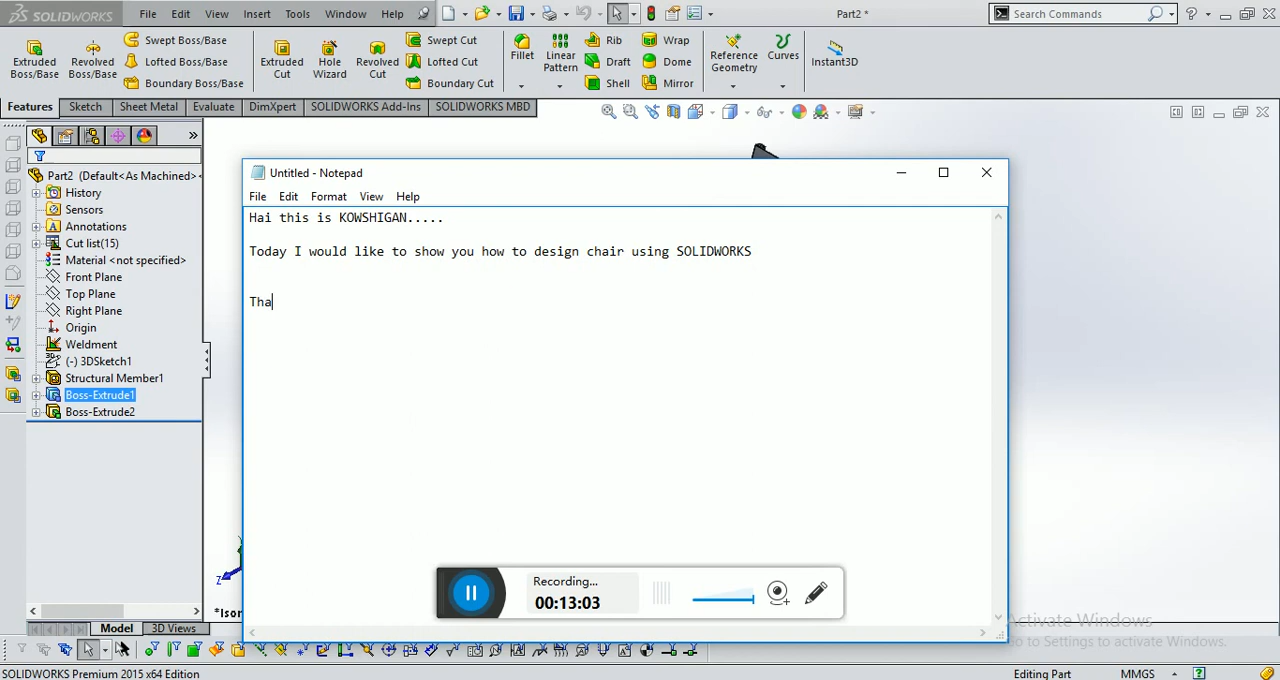 SOLIDWORKS File Edit View Insert Tools Window Help Part2 * Search Commands
Extruded Boss/Base
Revolved Boss/Base
Swept Boss/Base
Lofted Boss/Base
Boundary Boss/Base
Extruded Cut
Hole Wizard
Revolved Cut
Swept Cut
Lofted Cut
Boundary Cut
Fillet
Linear Pattern
Rib
Draft
Shell
Wrap
Dome
Mirror
Reference Geometry
Curves
Instant3D
Features Sketch Sheet Metal Evaluate DimXpert SOLIDWORKS Add-Ins SOLIDWORKS MBD
Part2 (Default<As Machined><
History
Sensors
Annotations
Cut list(15)
Material <not specified>
Front Plane
Top Plane
Right Plane
Origin
Weldment
(-) 3DSketch1
Structural Member1
Boss-Extrude1
Boss-Extrude2
Untitled - Notepad
File Edit Format View Help
Hai this is KOWSHIGAN.....
Today I would like to show you how to design chair using SOLIDWORKS
Tha
Recording...
00:13:03
Z
*Isor
Activate Windows
to Settings to activate Windows.
Model 3D Views
SOLIDWORKS Premium 2015 x64 Edition Editing Part MMGS